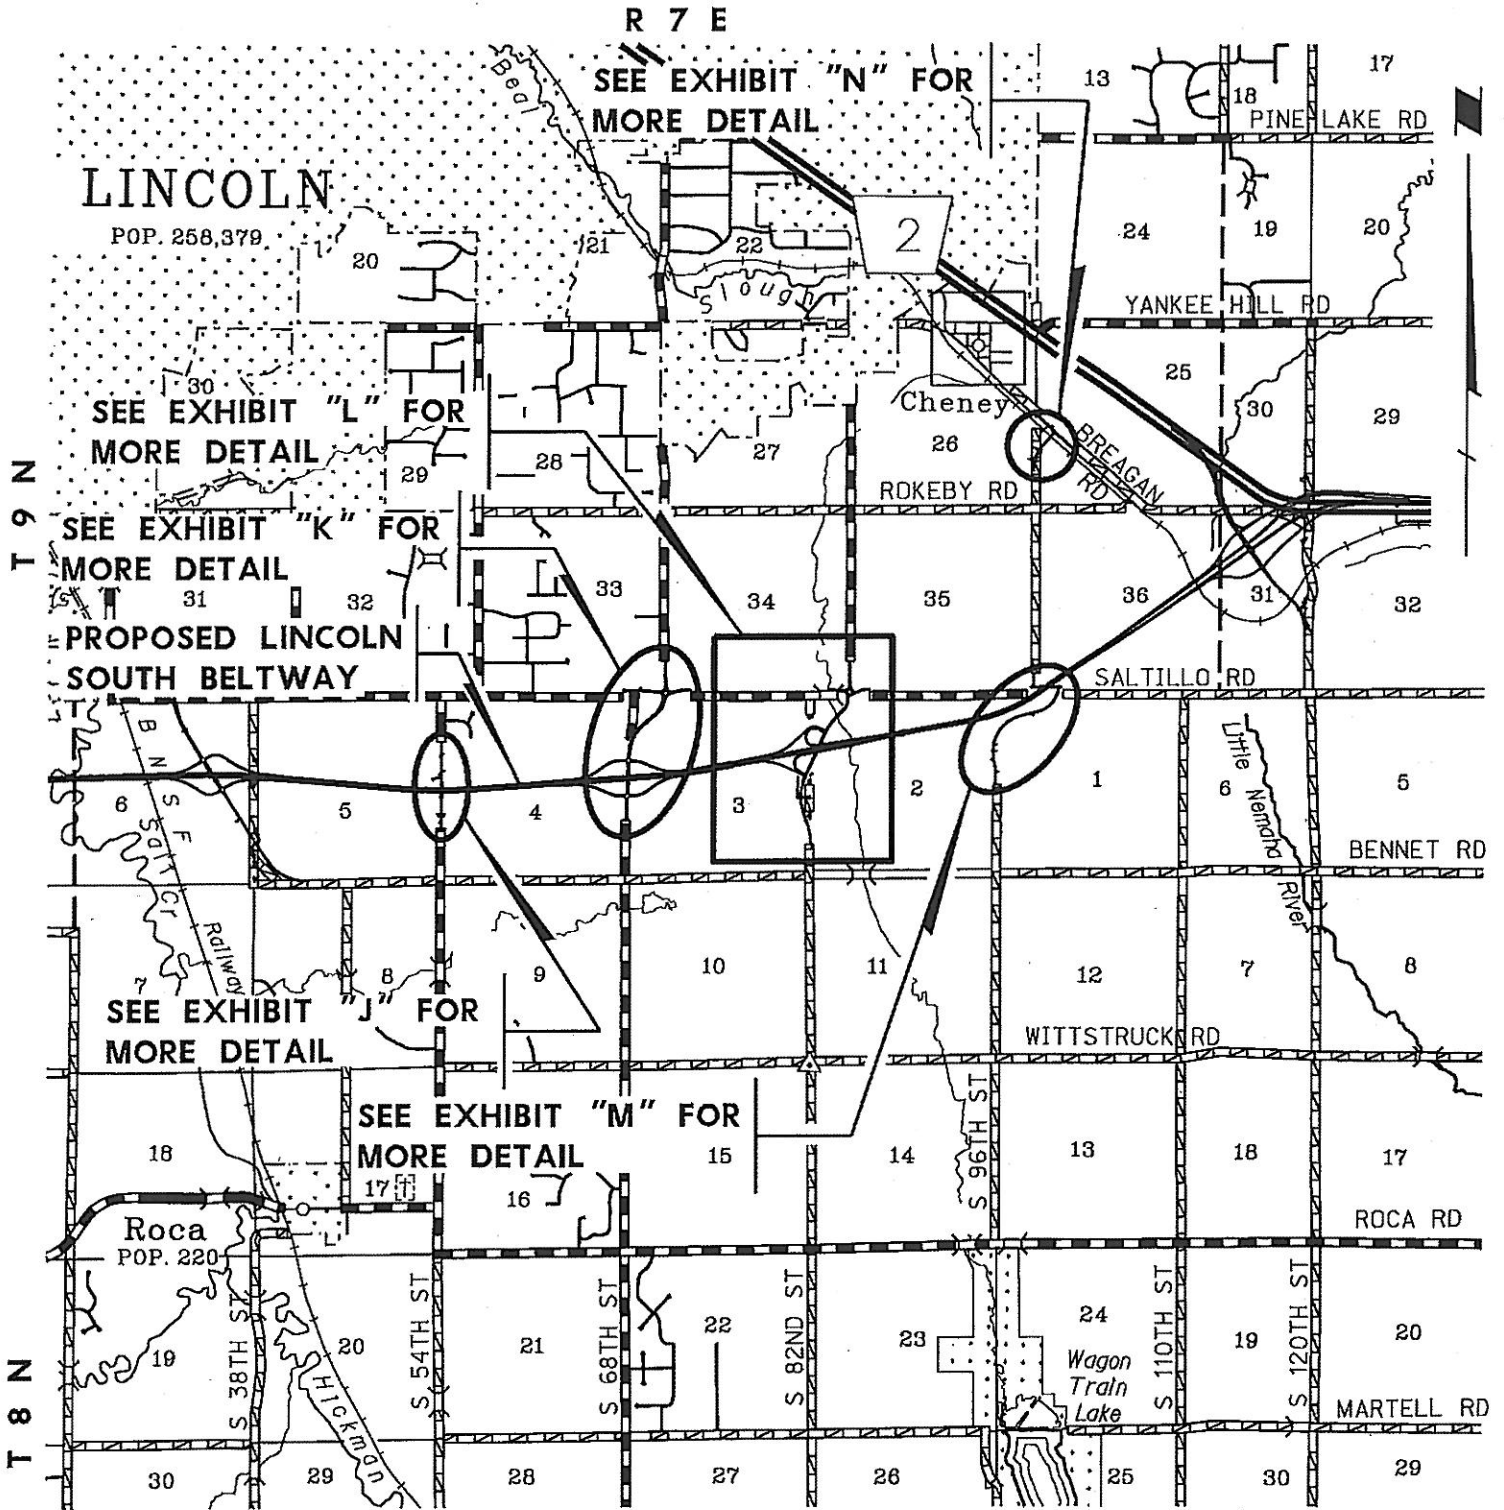 R 7 E
SEE EXHIBIT "N" FOR
MORE DETAIL
Beal
13
18
17
PINE LAKE RD
LINCOLN
POP. 258,379
20
21
22
Slough
2
24
19
20
YANKEE HILL RD
30
SEE EXHIBIT "L" FOR
MORE DETAIL
29
28
27
Cheney
26
25
30
29
BREAGAN
RD
ROKEBY RD
T 9 N
SEE EXHIBIT "K" FOR
MORE DETAIL
31
32
33
34
35
36
31
32
PROPOSED LINCOLN
SOUTH BELTWAY
SALTILLO RD
BNSF
Railway
Salt Cr
6
5
4
3
2
1
6
5
Little Nemaha River
BENNET RD
7
8
9
10
11
12
7
8
SEE EXHIBIT "J" FOR
MORE DETAIL
WITTSTRUCK RD
SEE EXHIBIT "M" FOR
MORE DETAIL
18
17
16
15
14
13
18
17
S 96TH ST
Roca
POP. 220
ROCA RD
S 38TH ST
S 54TH ST
S 68TH ST
S 82ND ST
S 110TH ST
S 120TH ST
19
20
21
22
23
24
19
20
Hickman
Wagon
Train
Lake
MARTELL RD
T 8 N
30
29
28
27
26
25
30
29